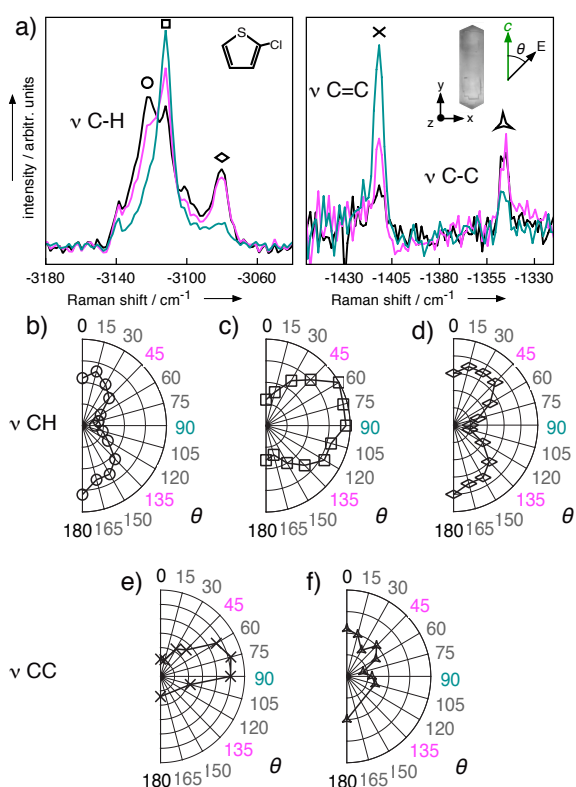 a)
S
Cl
ν C-H
intensity / arbitr. units
-3180 -3120 -3060
Raman shift / cm-1
ν C=C
c
θ
E
y
z
x
ν C-C
-1430 -1405 -1355 -1330
Raman shift / cm-1
b) 0 15 30 45 60 75 90 105 120 135 150 165 180 θ
c) 0 15 30 45 60 75 90 105 120 135 150 165 180 θ
d) 0 15 30 45 60 75 90 105 120 135 150 165 180 θ
ν CH
e) 0 15 30 45 60 75 90 105 120 135 150 165 180 θ
f) 0 15 30 45 60 75 90 105 120 135 150 165 180 θ
ν CC